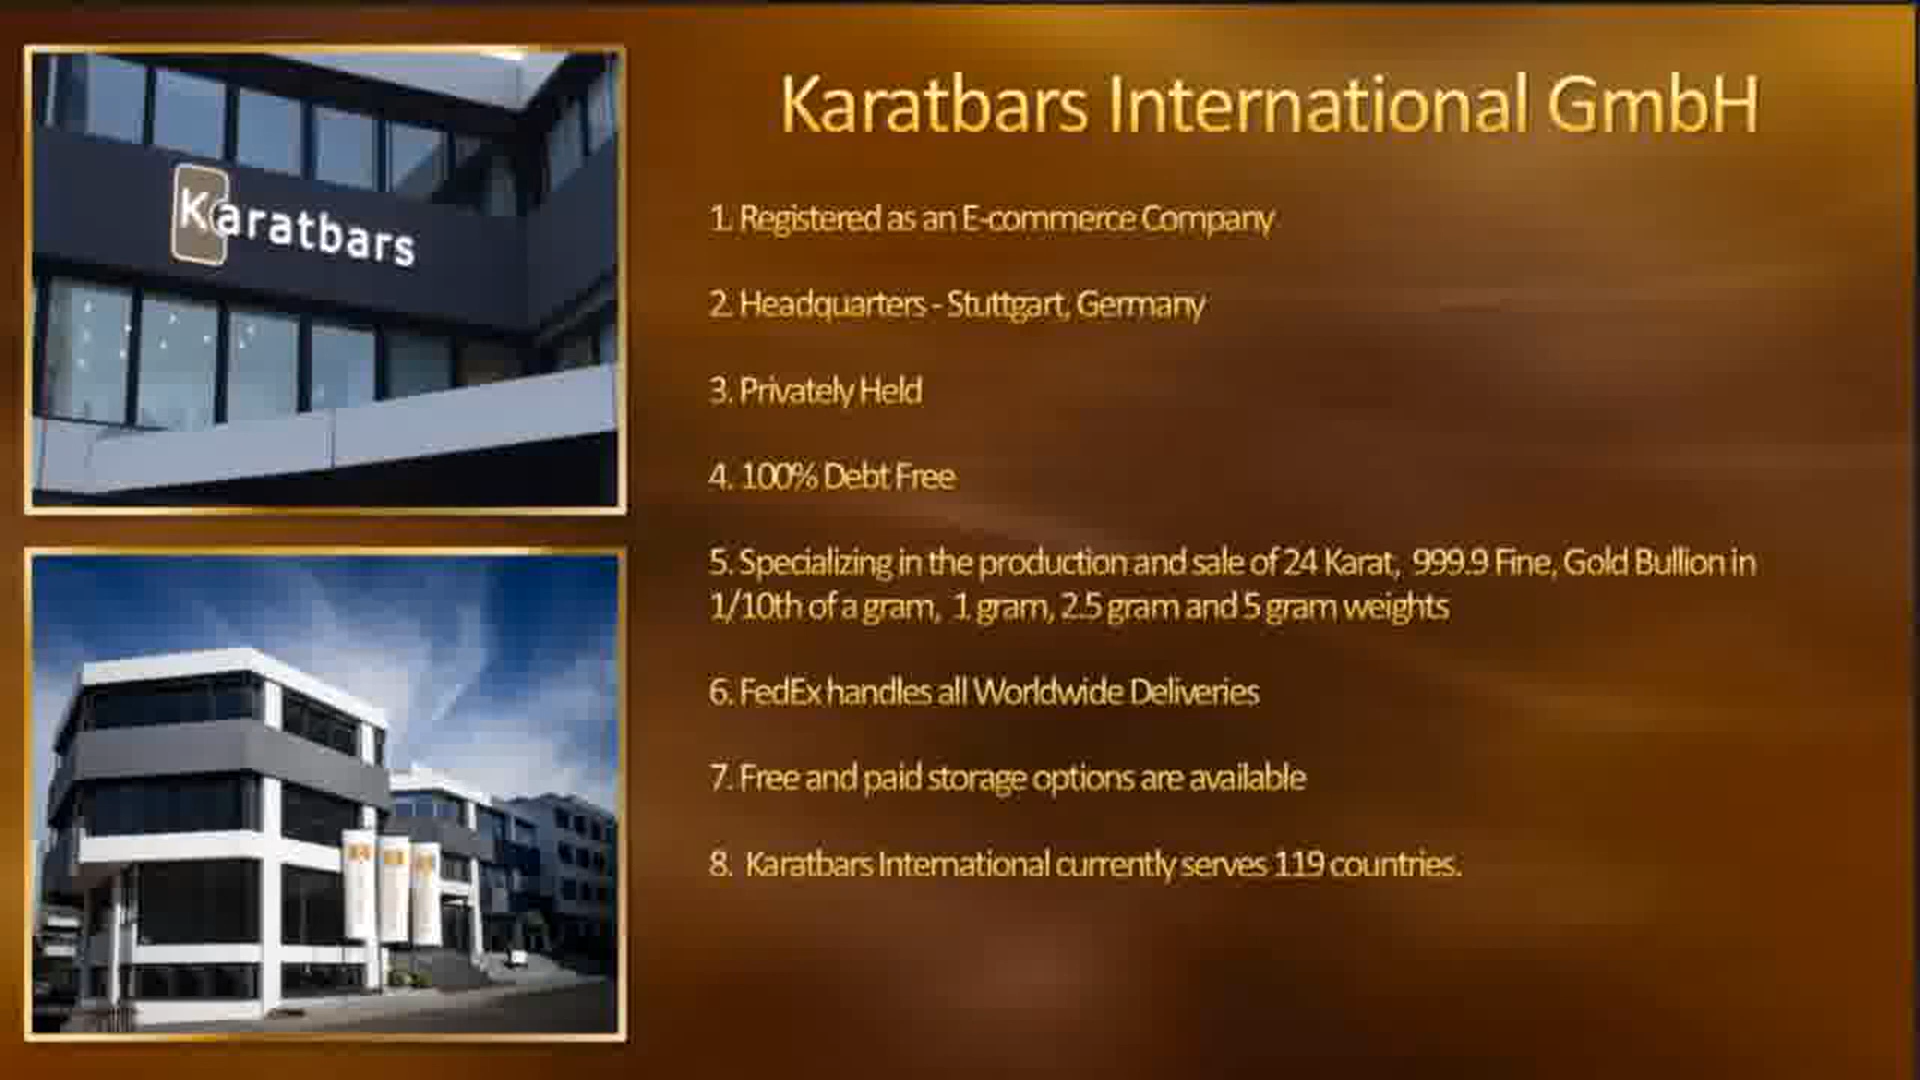 Karatbars
Karatbars International GmbH
1. Registered as an E-commerce Company
2. Headquarters - Stuttgart, Germany
3. Privately Held
4. 100% Debt Free
5. Specializing in the production and sale of 24 Karat, 999.9 Fine, Gold Bullion in
1/10th of a gram, 1 gram, 2.5 gram and 5 gram weights
6. FedEx handles all Worldwide Deliveries
7. Free and paid storage options are available
8. Karatbars International currently serves 119 countries.